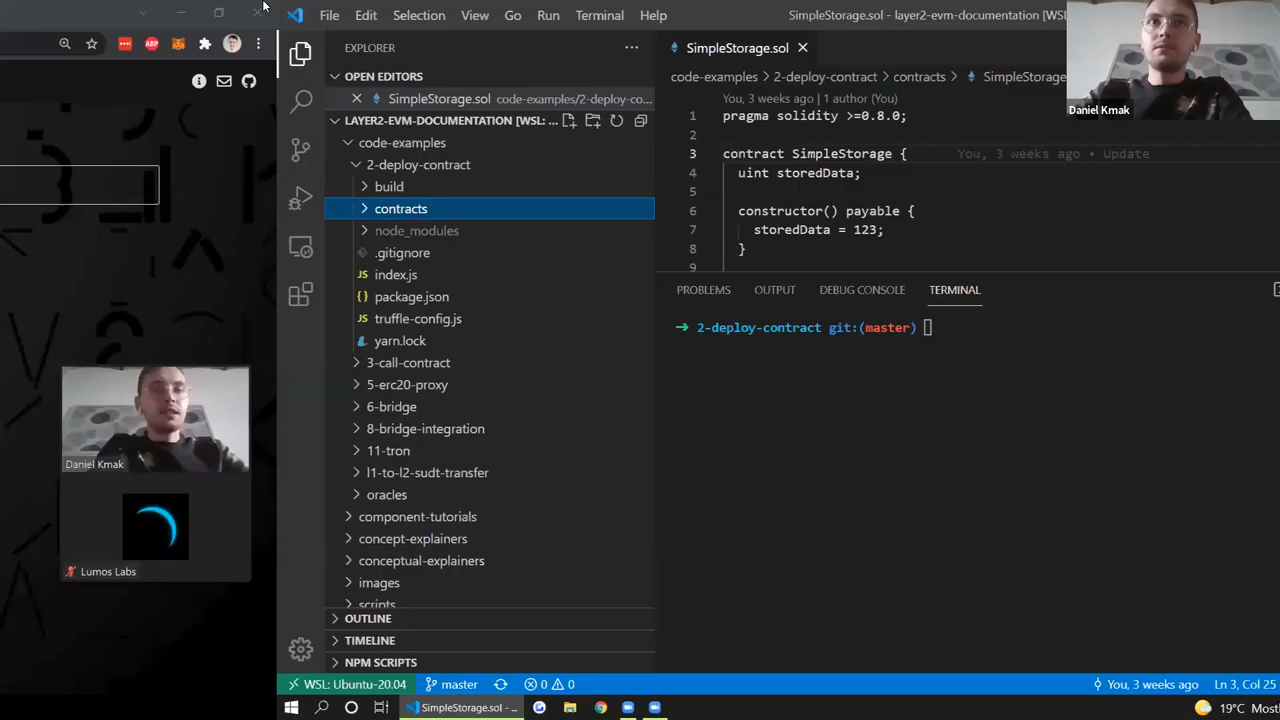 File Edit Selection View Go Run Terminal Help
SimpleStorage.sol - layer2-evm-documentation [WSL:
ABP
EXPLORER
OPEN EDITORS
SimpleStorage.sol code-examples/2-deploy-co...
LAYER2-EVM-DOCUMENTATION [WSL: ...
code-examples
2-deploy-contract
build
contracts
node_modules
.gitignore
JS index.js
{} package.json
JS truffle-config.js
yarn.lock
3-call-contract
5-erc20-proxy
6-bridge
8-bridge-integration
11-tron
l1-to-l2-sudt-transfer
oracles
component-tutorials
concept-explainers
conceptual-explainers
images
scripts
OUTLINE
TIMELINE
NPM SCRIPTS
SimpleStorage.sol
code-examples > 2-deploy-contract > contracts > SimpleStorage
You, 3 weeks ago | 1 author (You)
1 pragma solidity >=0.8.0;
2
3 contract SimpleStorage { You, 3 weeks ago • Update
4 uint storedData;
5
6 constructor() payable {
7 storedData = 123;
8 }
9
PROBLEMS OUTPUT DEBUG CONSOLE TERMINAL
→ 2-deploy-contract git:(master)
Daniel Kmak
Daniel Kmak
Lumos Labs
WSL: Ubuntu-20.04 master 0 0 You, 3 weeks ago Ln 3, Col 25
SimpleStorage.sol - ... 19°C Most